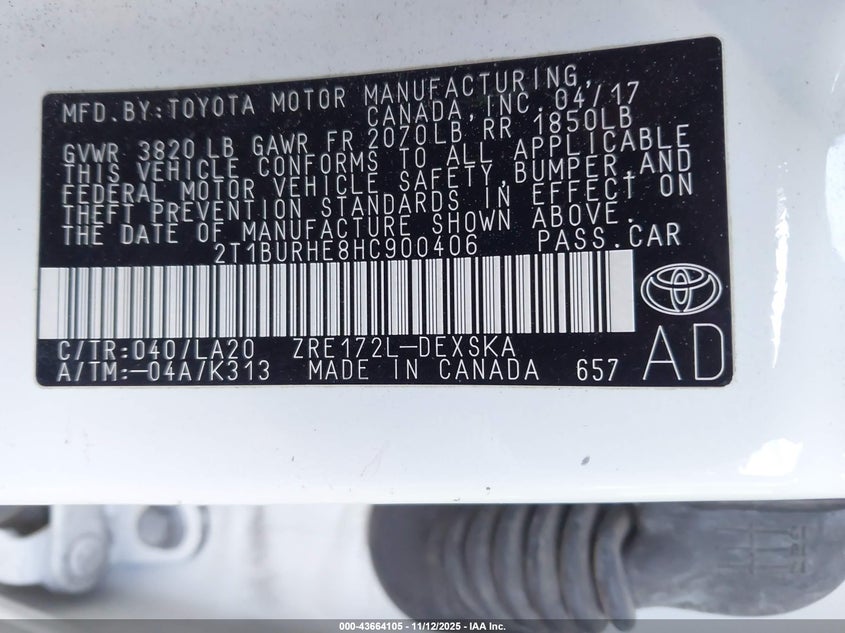 MFD.BY:TOYOTA MOTOR MANUFACTURING,
CANADA,INC. 04/17
GVWR 3820 LB GAWR FR 2070LB RR 1850LB
THIS VEHICLE CONFORMS TO ALL APPLICABLE
FEDERAL MOTOR VEHICLE SAFETY,BUMPER,AND
THEFT PREVENTION STANDARDS IN EFFECT ON
THE DATE OF MANUFACTURE SHOWN ABOVE.
2T1BURHE8HC900406 PASS.CAR
C/TR:040/LA20 ZRE172L-DEXSKA
A/TM:-04A/K313 MADE IN CANADA 657
AD
000-43664105 - 11/12/2025 - IAA Inc.